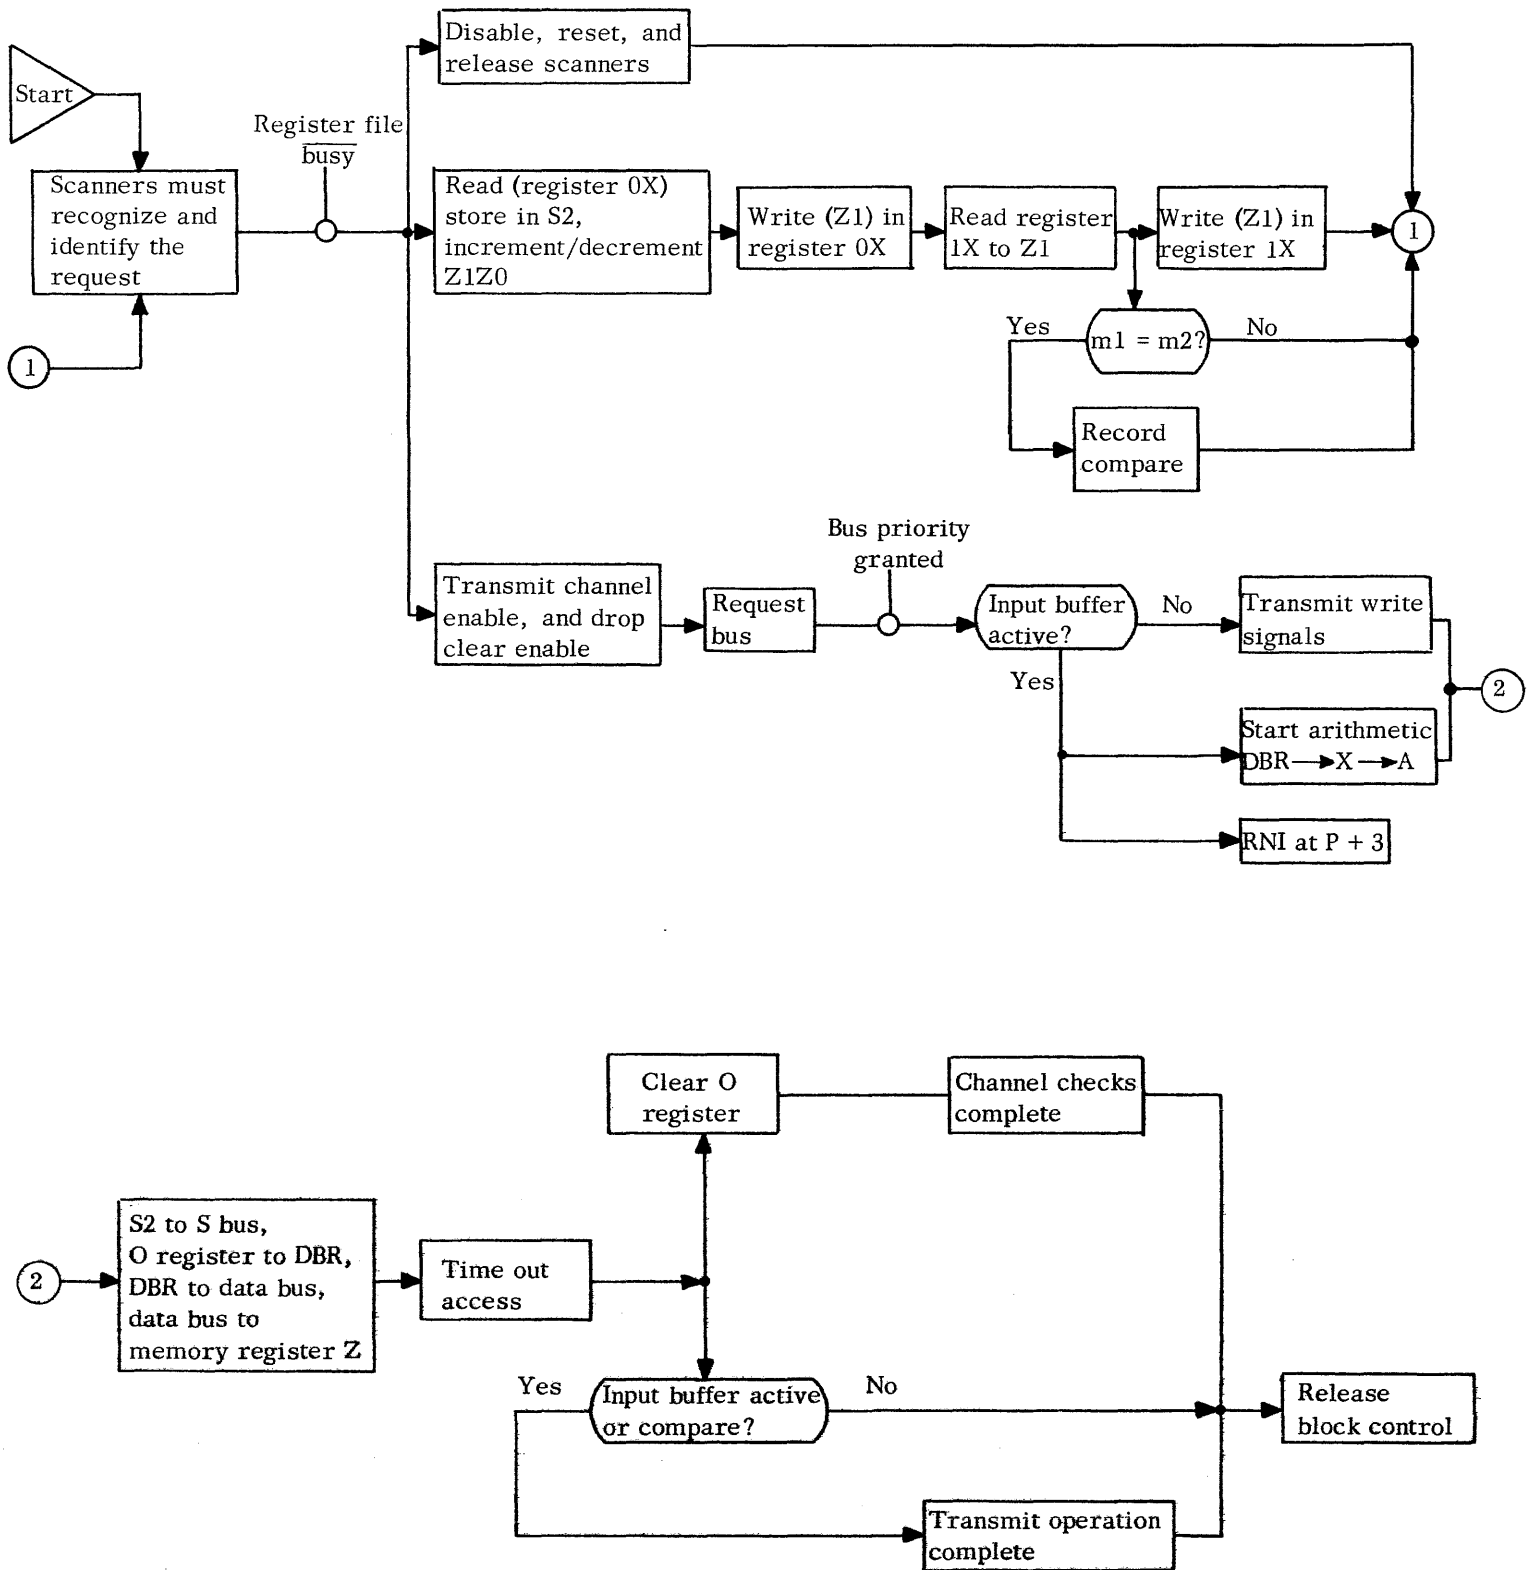 Disable, reset, and
release scanners
Start
Register file
busy
Scanners must
recognize and
identify the
request
Read (register 0X)
store in S2,
increment/decrement
Z1Z0
Write (Z1) in
register 0X
Read register
1X to Z1
Write (Z1) in
register 1X
1
1
Yes
m1 = m2?
No
Record
compare
Transmit channel
enable, and drop
clear enable
Request
bus
Bus priority
granted
Input buffer
active?
No
Yes
Transmit write
signals
2
Start arithmetic
DBR→X→A
RNI at P + 3
Clear O
register
Channel checks
complete
2
S2 to S bus,
O register to DBR,
DBR to data bus,
data bus to
memory register Z
Time out
access
Yes
Input buffer active
or compare?
No
Release
block control
Transmit operation
complete